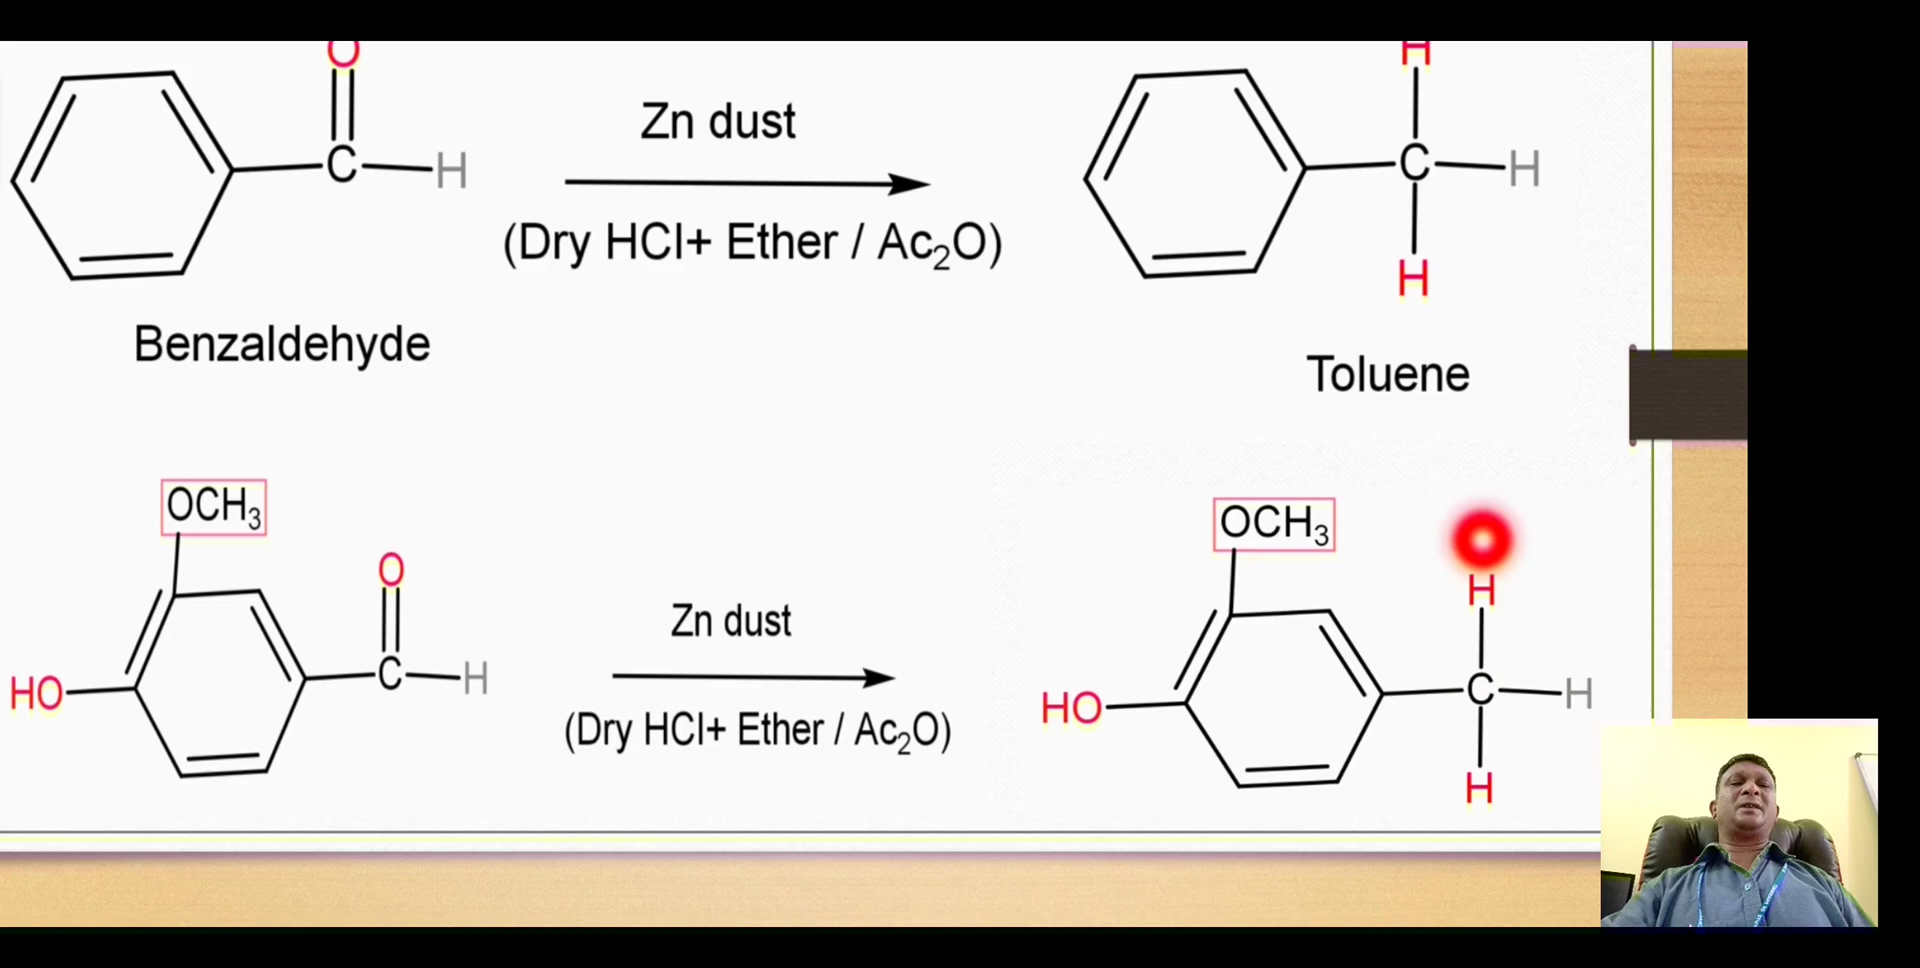 O
H
Zn dust
C
H
C
H
(Dry HCl+ Ether / Ac₂O)
H
Benzaldehyde
Toluene
OCH₃
OCH₃
O
H
Zn dust
HO
C
H
HO
C
H
(Dry HCl+ Ether / Ac₂O)
H